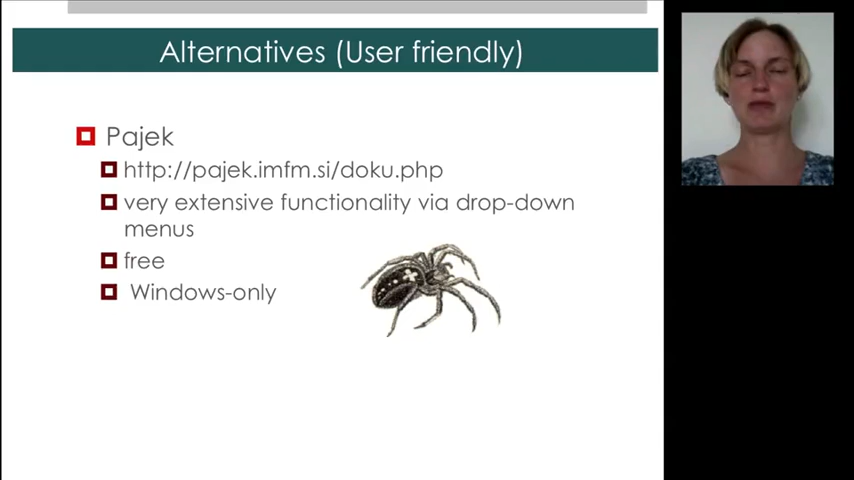 Alternatives (User friendly)
Pajek
http://pajek.imfm.si/doku.php
very extensive functionality via drop-down
menus
free
Windows-only